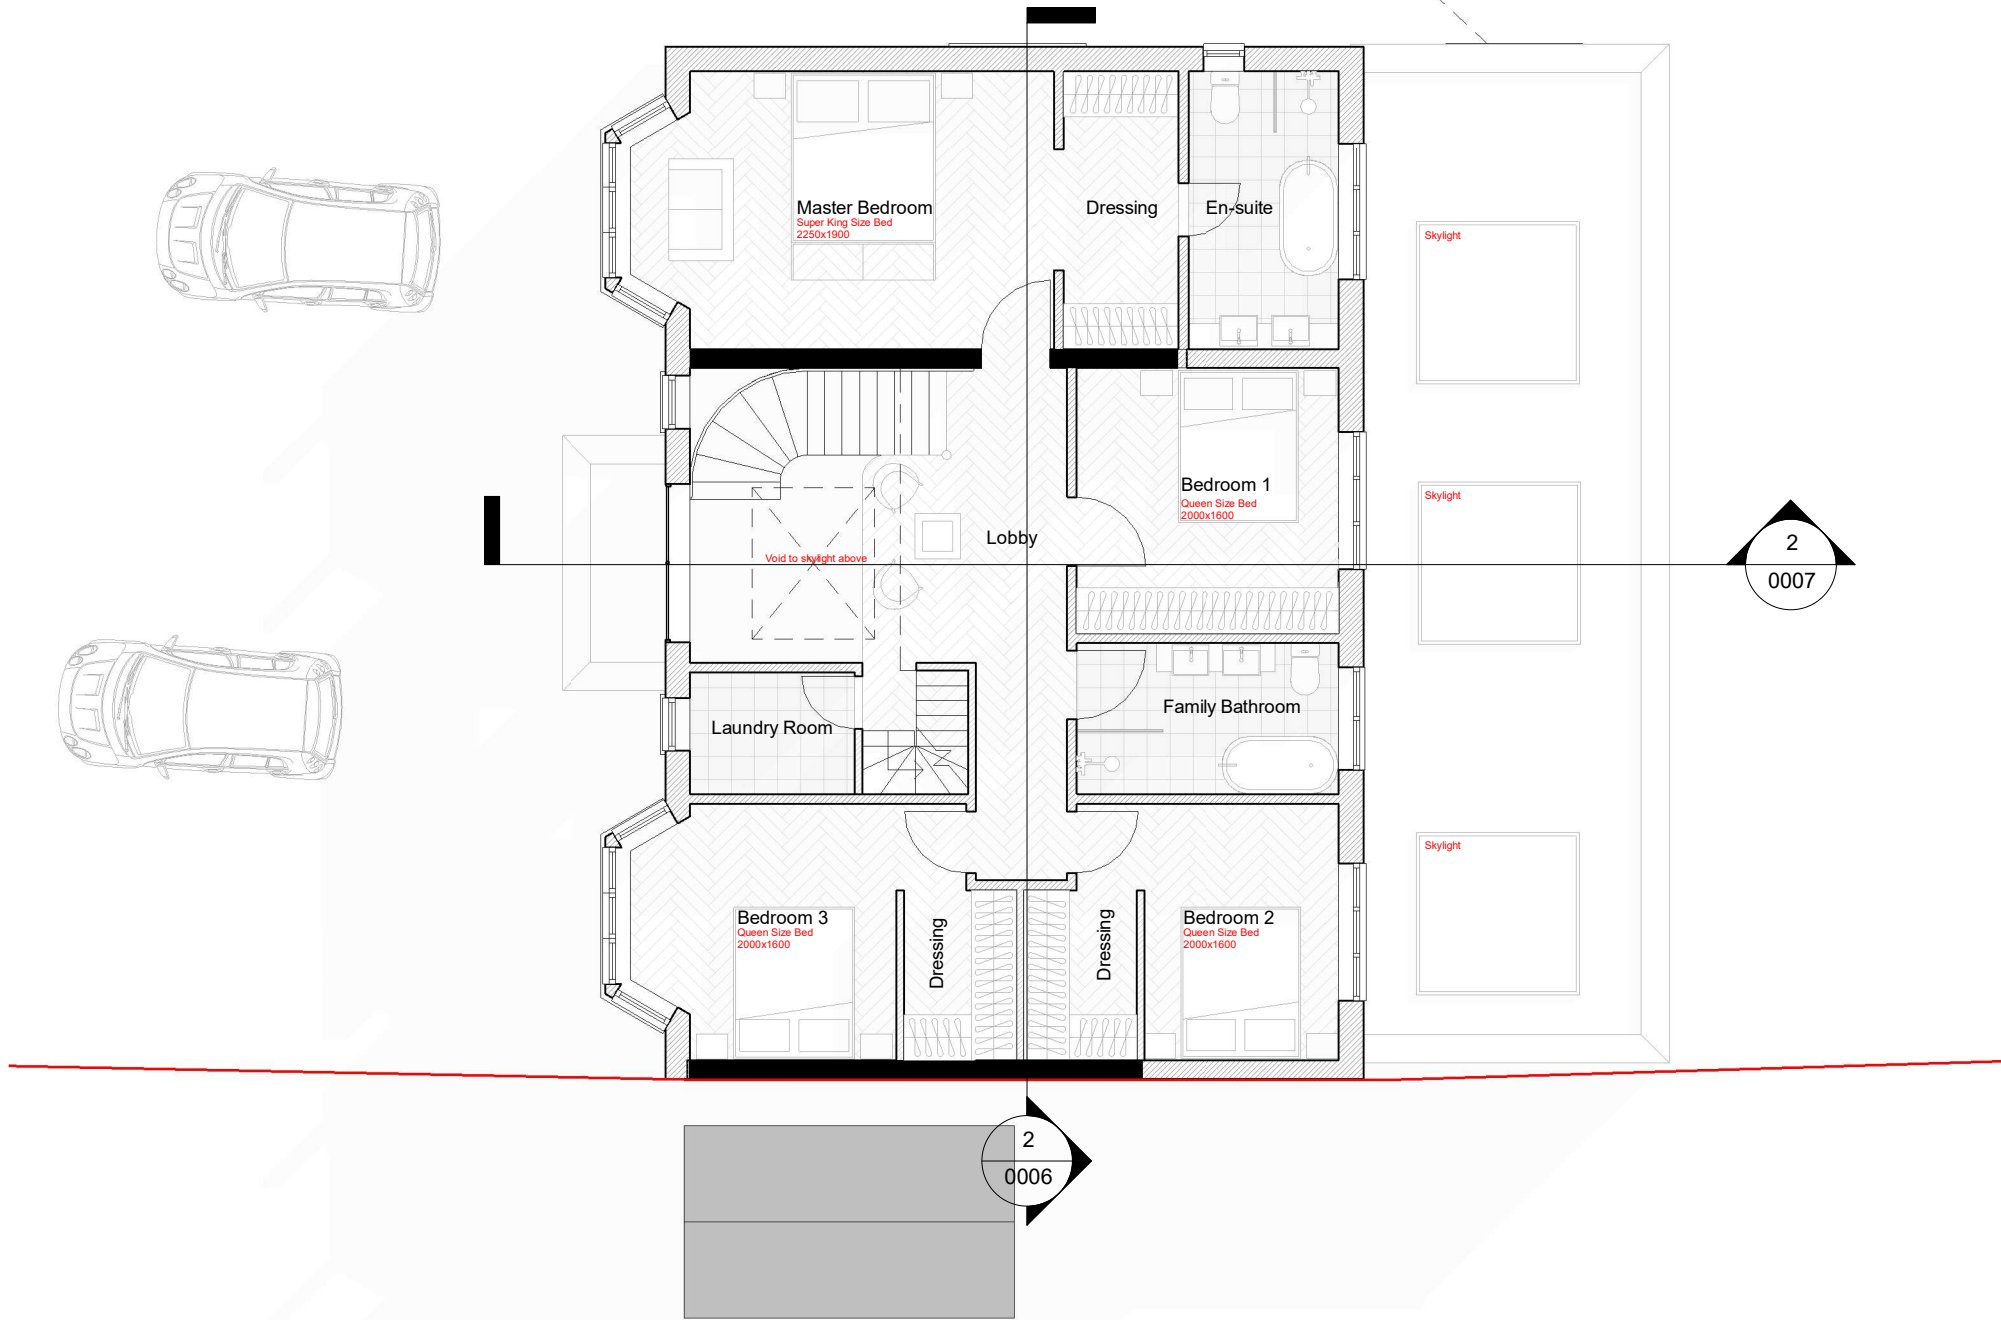 Master Bedroom
Super King Size Bed
2250x1900
Dressing
En-suite
Skylight
Bedroom 1
Queen Size Bed
2000x1600
Skylight
Lobby
Void to skylight above
2
0007
Laundry Room
Family Bathroom
Skylight
Bedroom 3
Queen Size Bed
2000x1600
Dressing
Dressing
Bedroom 2
Queen Size Bed
2000x1600
2
0006